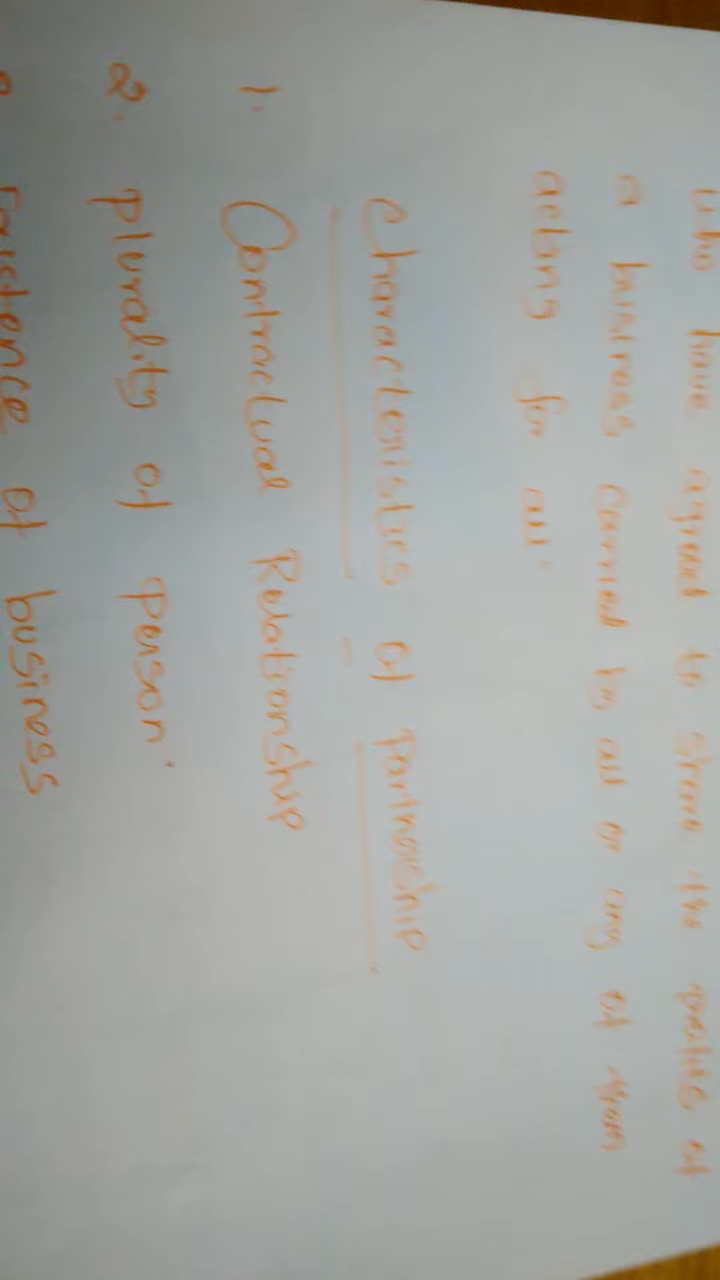 who have agreed to share the profits of
a business carried by all or any of them
acting for all.
Characteristics of partnership
1. Contractual Relationship
2. plurality of person.
Existence of business